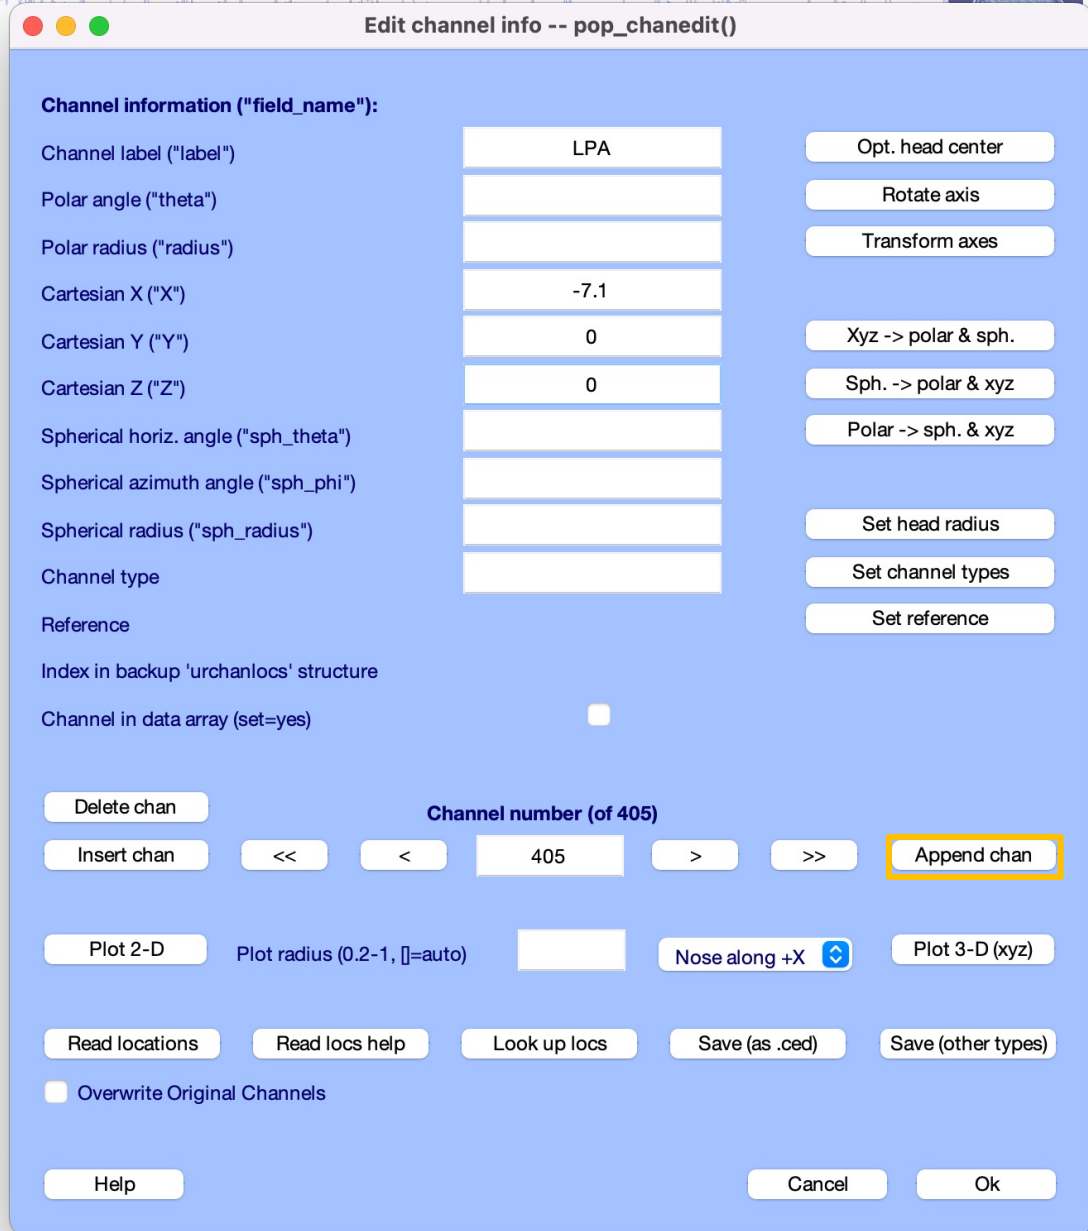 Edit channel info -- pop_chanedit()
Channel information ("field_name"):
Channel label ("label") LPA Opt. head center
Polar angle ("theta") Rotate axis
Polar radius ("radius") Transform axes
Cartesian X ("X") -7.1
Cartesian Y ("Y") 0 Xyz -> polar & sph.
Cartesian Z ("Z") 0 Sph. -> polar & xyz
Spherical horiz. angle ("sph_theta") Polar -> sph. & xyz
Spherical azimuth angle ("sph_phi")
Spherical radius ("sph_radius") Set head radius
Channel type Set channel types
Reference Set reference
Index in backup 'urchanlocs' structure
Channel in data array (set=yes)
Delete chan Channel number (of 405)
Insert chan << < 405 > >> Append chan
Plot 2-D Plot radius (0.2-1, []=auto) Nose along +X Plot 3-D (xyz)
Read locations Read locs help Look up locs Save (as .ced) Save (other types)
Overwrite Original Channels
Help Cancel Ok